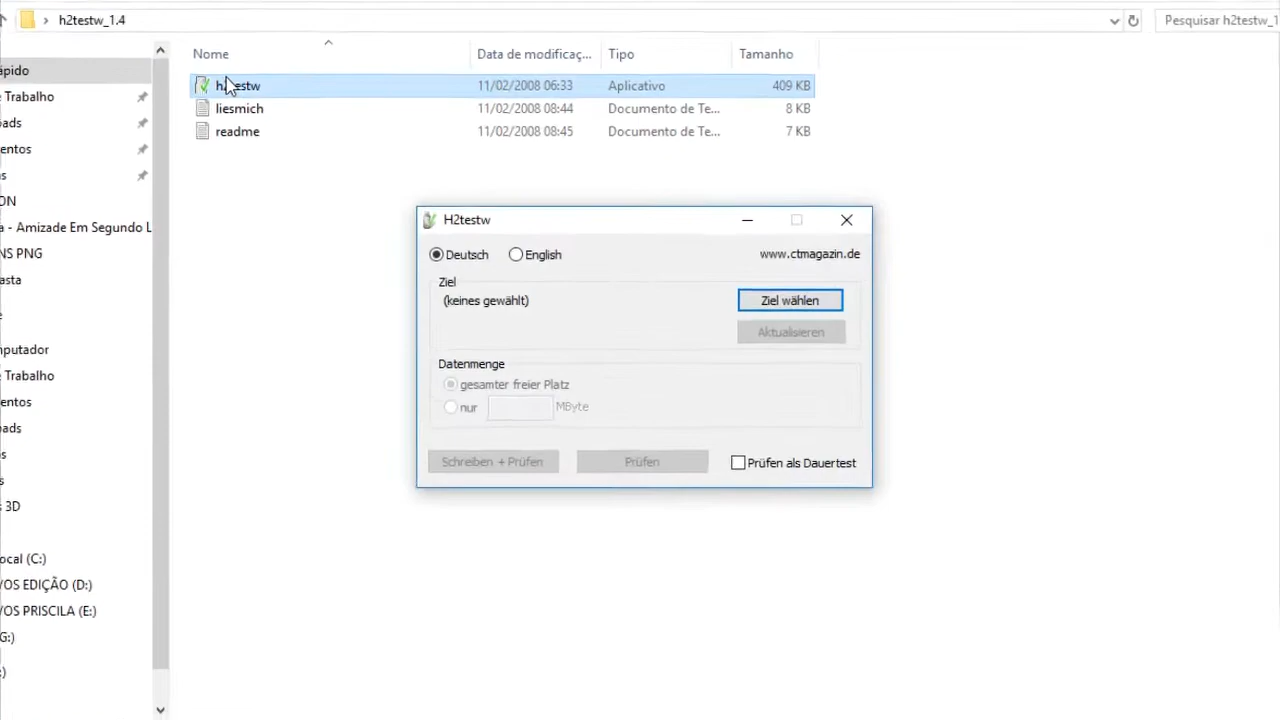 h2testw_1.4
Pesquisar h2testw_1
Nome
Data de modificaç...
Tipo
Tamanho
ápido
e Trabalho
ads
entos
s
ON
a - Amizade Em Segundo L
NS PNG
asta
e
mputador
e Trabalho
entos
ads
s
s
s 3D
ocal (C:)
VOS EDIÇÃO (D:)
VOS PRISCILA (E:)
G:)
:)
h2testw 11/02/2008 06:33 Aplicativo 409 KB
liesmich 11/02/2008 08:44 Documento de Te... 8 KB
readme 11/02/2008 08:45 Documento de Te... 7 KB
H2testw
Deutsch English www.ctmagazin.de
Ziel
(keines gewählt) Ziel wählen
Aktualisieren
Datenmenge
gesamter freier Platz
nur MByte
Schreiben + Prüfen Prüfen Prüfen als Dauertest